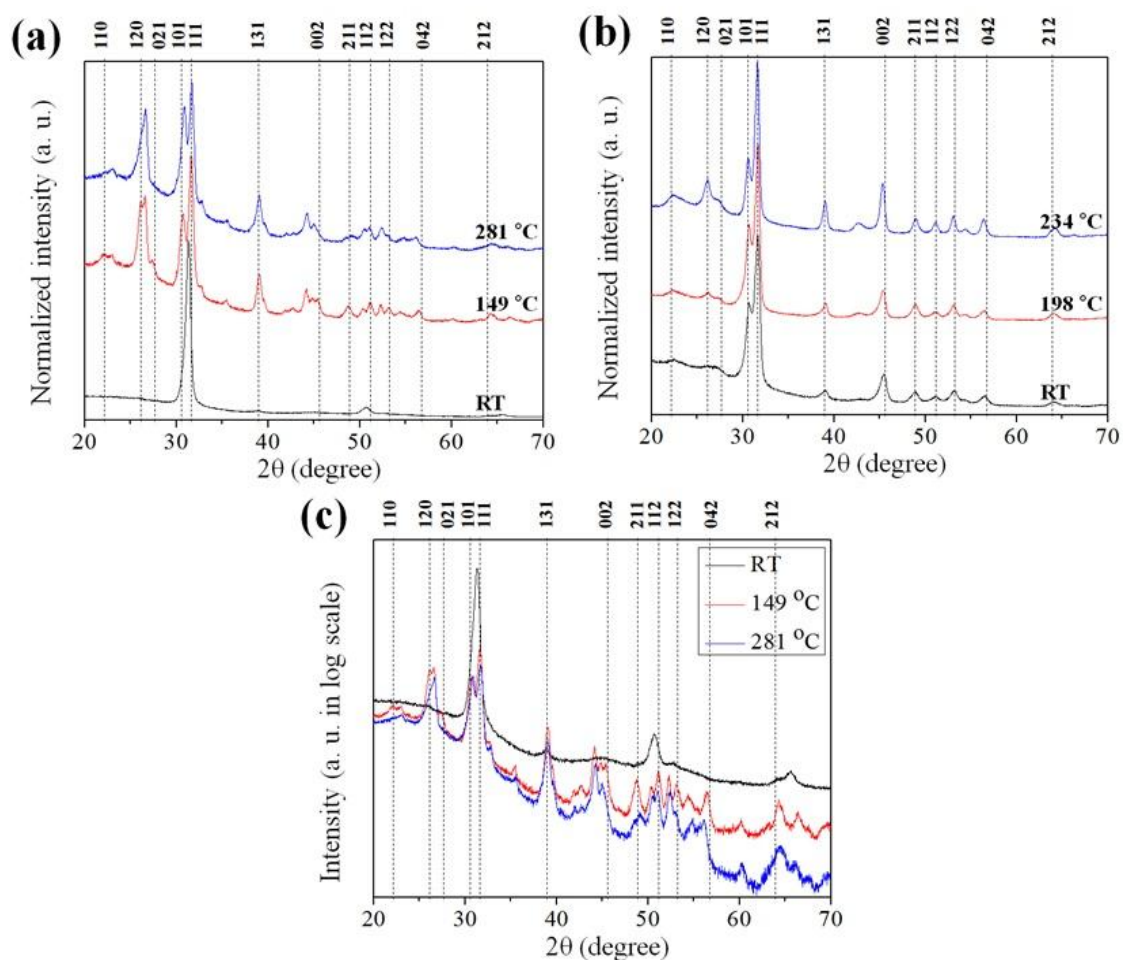 (a)
110 120 021 101 111 131 002 211 112 122 042 212
Normalized intensity (a. u.)
281 °C
149 °C
RT
20 30 40 50 60 70
2θ (degree)
(b)
110 120 021 101 111 131 002 211 112 122 042 212
Normalized intensity (a. u.)
234 °C
198 °C
RT
20 30 40 50 60 70
2θ (degree)
(c)
110 120 021 101 111 131 002 211 112 122 042 212
Intensity (a. u. in log scale)
RT
149 °C
281 °C
20 30 40 50 60 70
2θ (degree)